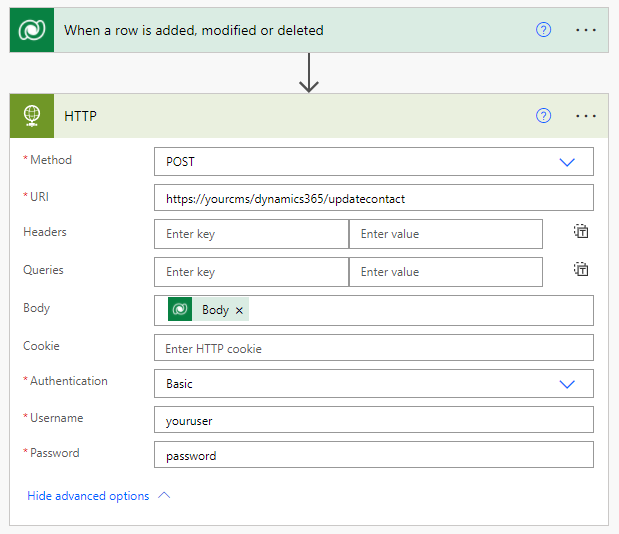 When a row is added, modified or deleted
?
...
HTTP
?
...
* Method
POST
* URI
https://yourcms/dynamics365/updatecontact
Headers
Enter key
Enter value
T
Queries
Enter key
Enter value
T
Body
Body ×
Cookie
Enter HTTP cookie
* Authentication
Basic
* Username
youruser
* Password
password
Hide advanced options